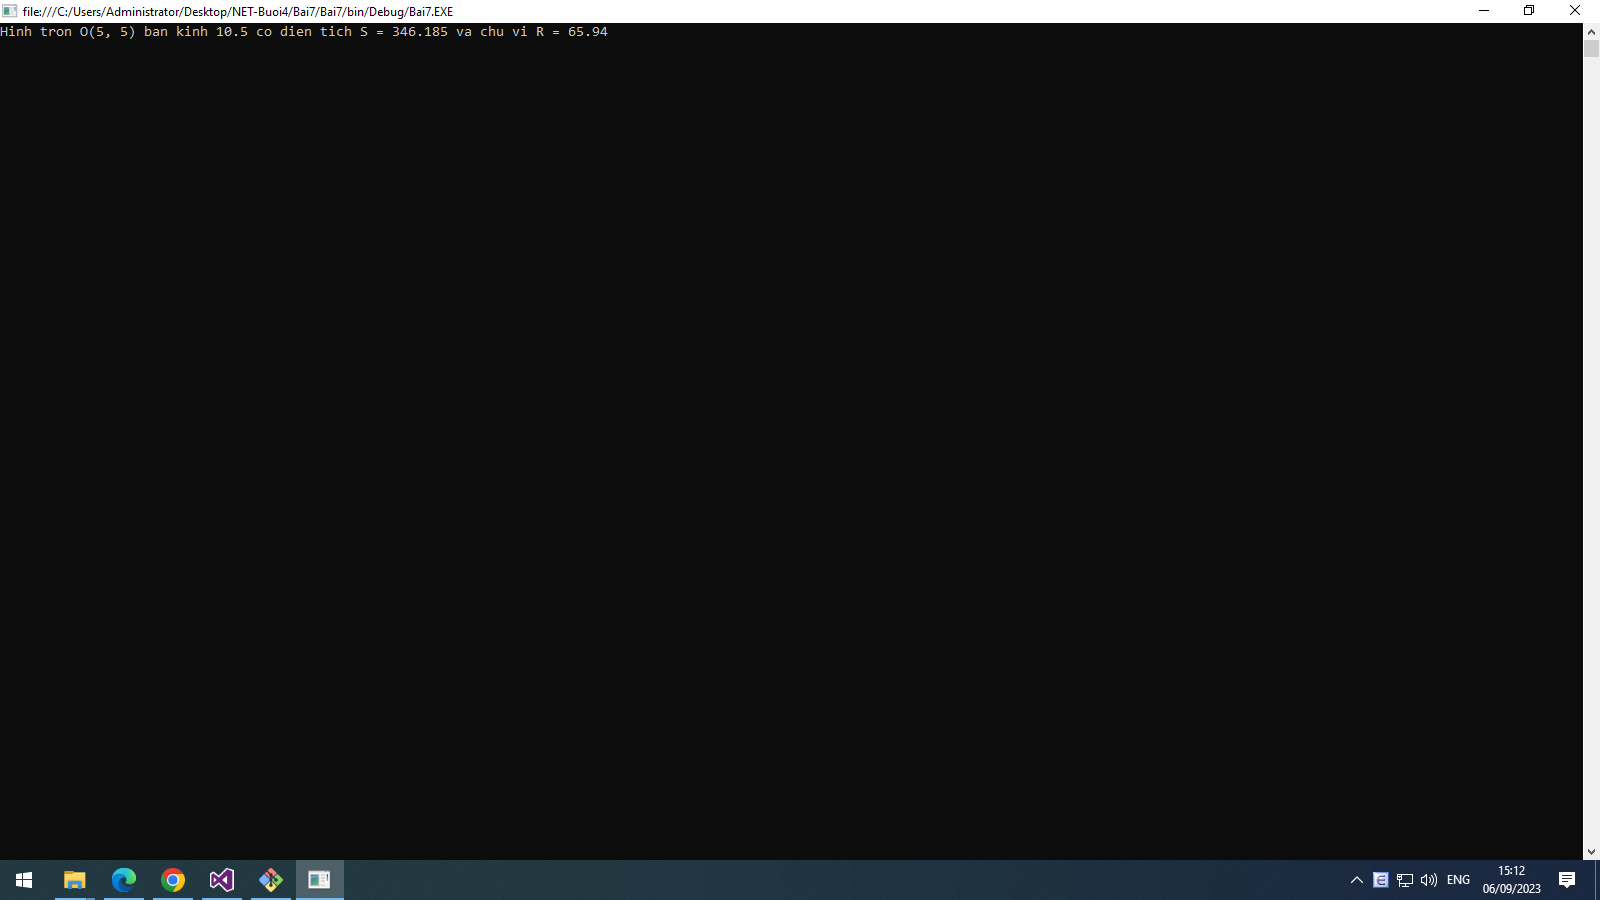 file:///C:/Users/Administrator/Desktop/NET-Buoi4/Bai7/Bai7/bin/Debug/Bai7.EXE
Hinh tron O(5, 5) ban kinh 10.5 co dien tich S = 346.185 va chu vi R = 65.94
ENG
15:12
06/09/2023